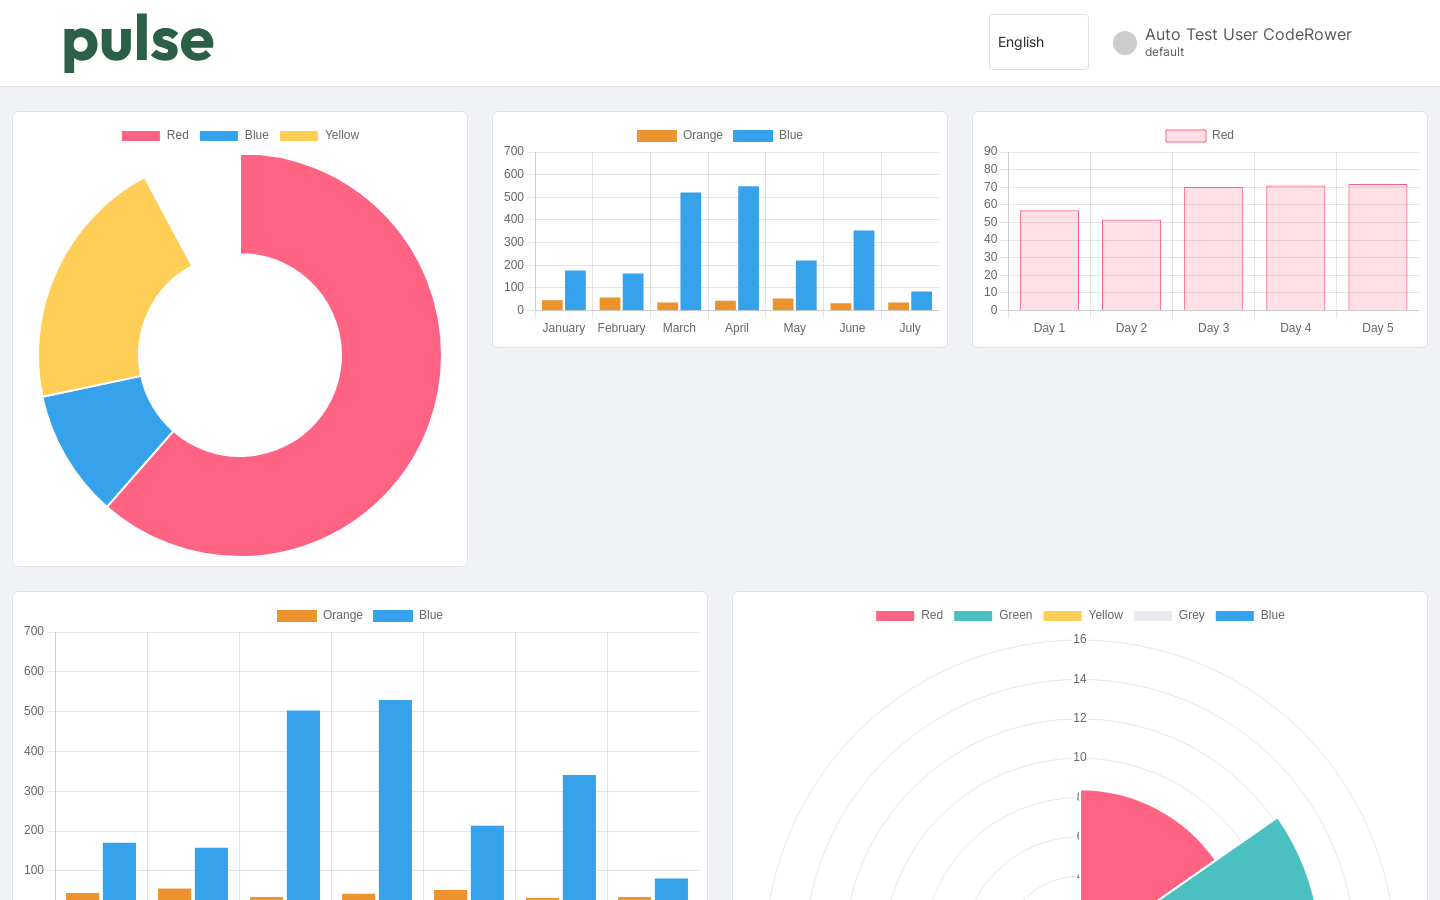 pulse
English
Auto Test User CodeRower
default
Red Blue Yellow
Orange Blue
700
600
500
400
300
200
100
0
January February March April May June July
Red
90
80
70
60
50
40
30
20
10
0
Day 1 Day 2 Day 3 Day 4 Day 5
Orange Blue
700
600
500
400
300
200
100
Red Green Yellow Grey Blue
16
14
12
10